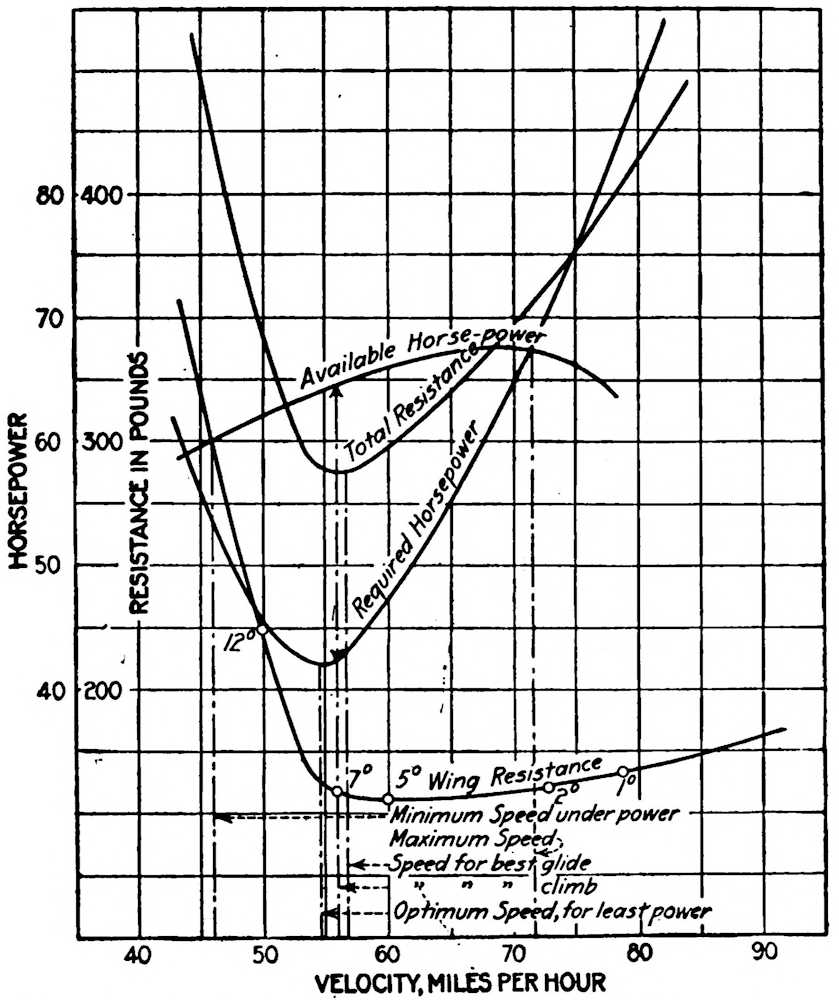 80 400
70
Available Horse-power
Total Resistance
60 300
HORSEPOWER
RESISTANCE IN POUNDS
Required Horsepower
50
12°
40 200
7° 5° Wing Resistance 2° 1°
Minimum Speed under power
Maximum Speed
Speed for best glide
" " " climb
Optimum Speed, for least power
40 50 60 70 80 90
VELOCITY, MILES PER HOUR